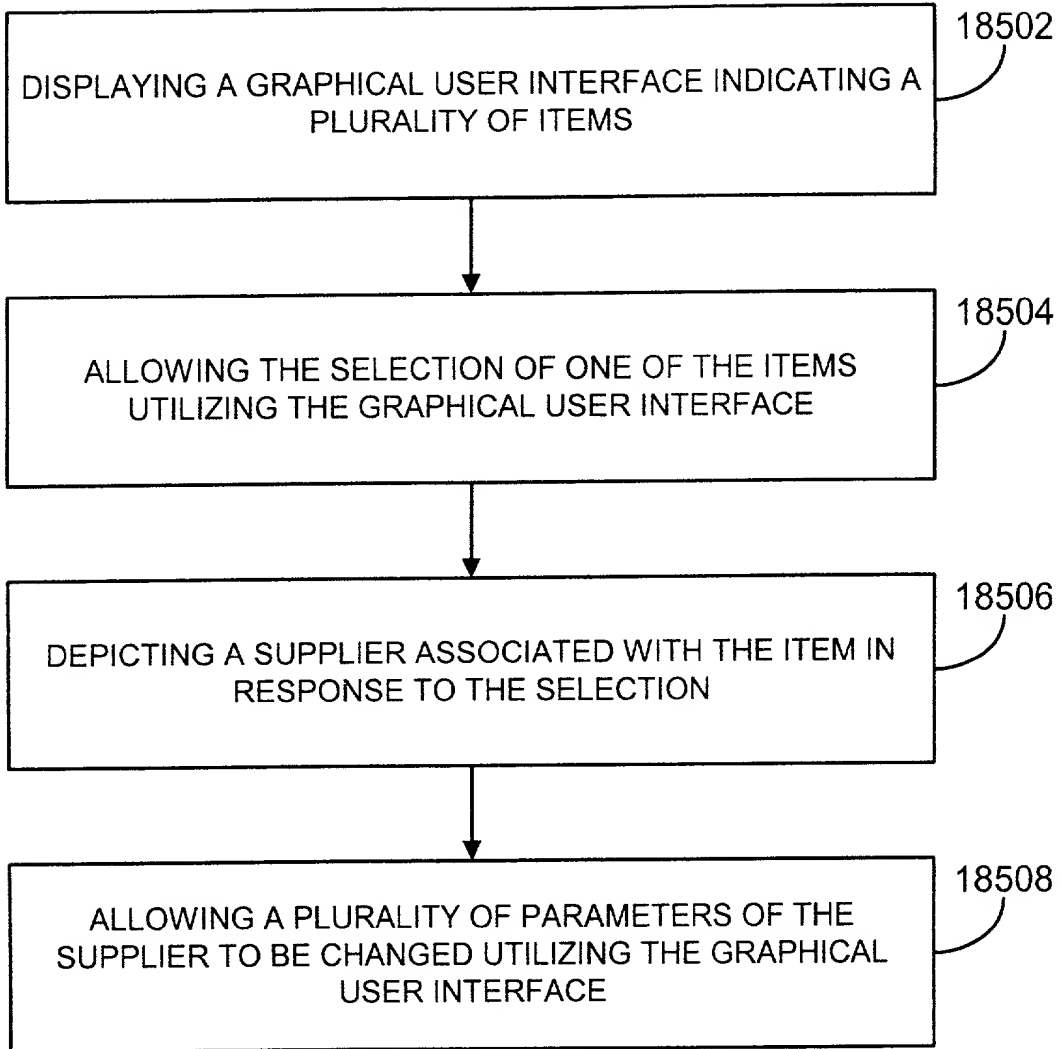 18502
DISPLAYING A GRAPHICAL USER INTERFACE INDICATING A
PLURALITY OF ITEMS
18504
ALLOWING THE SELECTION OF ONE OF THE ITEMS
UTILIZING THE GRAPHICAL USER INTERFACE
18506
DEPICTING A SUPPLIER ASSOCIATED WITH THE ITEM IN
RESPONSE TO THE SELECTION
18508
ALLOWING A PLURALITY OF PARAMETERS OF THE
SUPPLIER TO BE CHANGED UTILIZING THE GRAPHICAL
USER INTERFACE